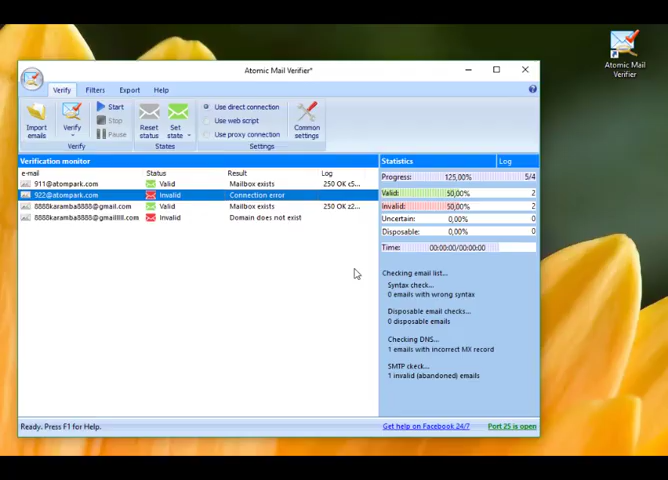 Atomic Mail Verifier*
Verify Filters Export Help
Import emails
Verify
Start
Stop
Pause
Reset status
Set state
Use direct connection
Use web script
Use proxy connection
Common settings
Verify States Settings
Verification monitor
e-mail Status Result Log
911@atompark.com Valid Mailbox exists 250 OK c5...
922@atompark.com Invalid Connection error
8888karamba8888@gmail.com Valid Mailbox exists 250 OK z2...
Invalid Domain does not exist
Statistics Log
Progress: 125,00% 5/4
Valid: 50,00% 2
Invalid: 50,00% 2
Uncertain: 0,00% 0
Disposable: 0,00% 0
Time: 00:00:00/00:00:00
Checking email list...
Syntax check...
0 emails with wrong syntax
Disposable email checks...
0 disposable emails
Checking DNS...
1 emails with incorrect MX record
SMTP check...
1 invalid (abandoned) emails
Ready. Press F1 for Help.
Get help on Facebook 24/7
Port 25 is open
Atomic Mail
Verifier